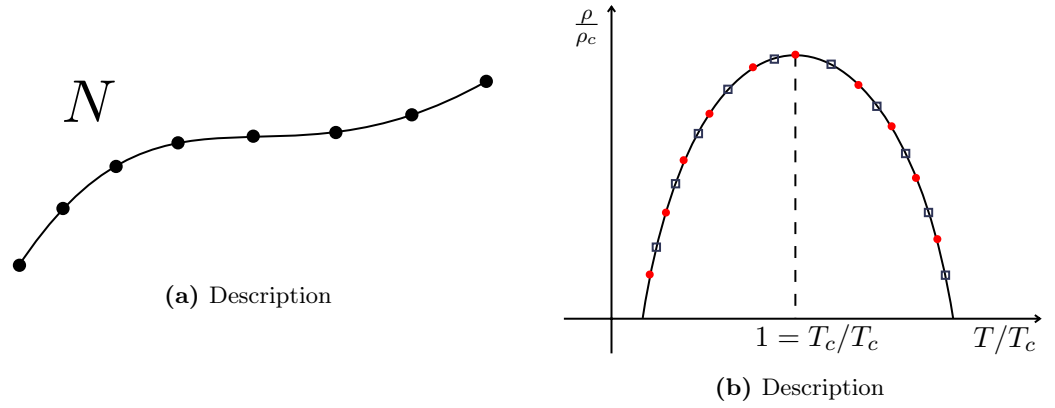 N
(a) Description
ρ/ρc
1 = Tc/Tc
T/Tc
(b) Description